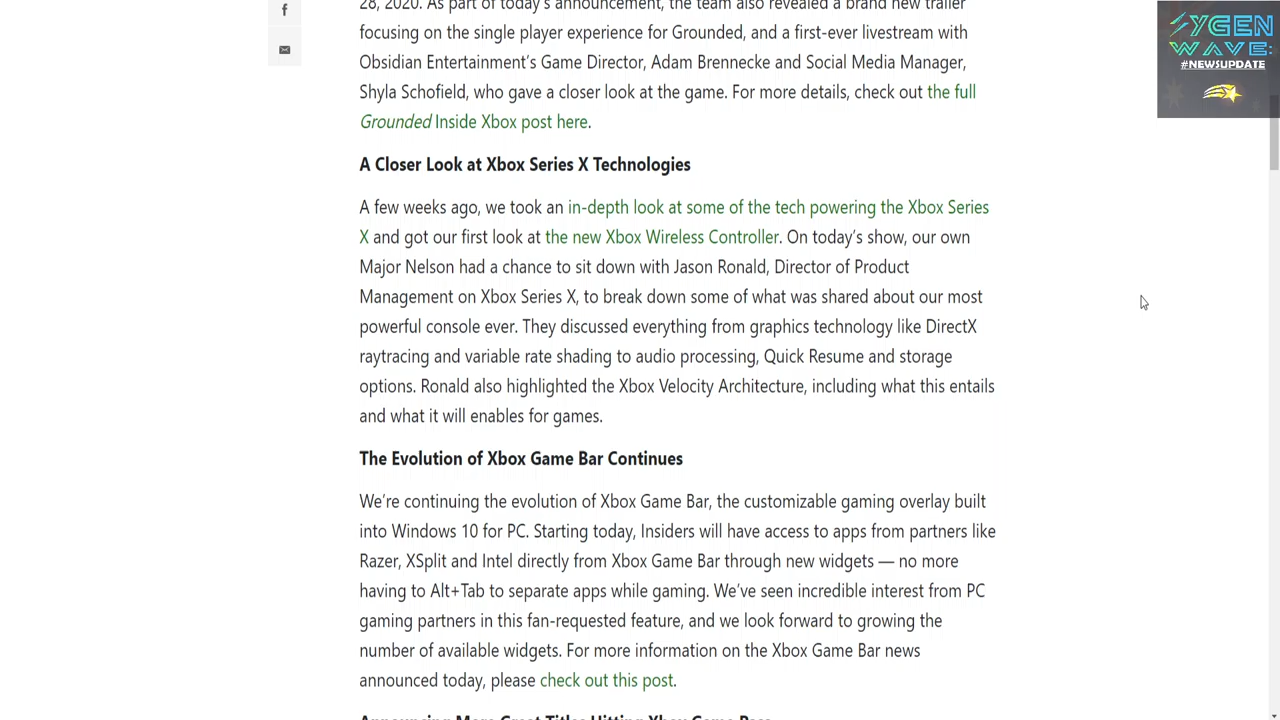 28, 2020. As part of today's announcement, the team also revealed a brand new trailer
focusing on the single player experience for Grounded, and a first-ever livestream with
Obsidian Entertainment's Game Director, Adam Brennecke and Social Media Manager,
Shyla Schofield, who gave a closer look at the game. For more details, check out the full
Grounded Inside Xbox post here.
A Closer Look at Xbox Series X Technologies
A few weeks ago, we took an in-depth look at some of the tech powering the Xbox Series
X and got our first look at the new Xbox Wireless Controller. On today's show, our own
Major Nelson had a chance to sit down with Jason Ronald, Director of Product
Management on Xbox Series X, to break down some of what was shared about our most
powerful console ever. They discussed everything from graphics technology like DirectX
raytracing and variable rate shading to audio processing, Quick Resume and storage
options. Ronald also highlighted the Xbox Velocity Architecture, including what this entails
and what it will enables for games.
The Evolution of Xbox Game Bar Continues
We're continuing the evolution of Xbox Game Bar, the customizable gaming overlay built
into Windows 10 for PC. Starting today, Insiders will have access to apps from partners like
Razer, XSplit and Intel directly from Xbox Game Bar through new widgets — no more
having to Alt+Tab to separate apps while gaming. We've seen incredible interest from PC
gaming partners in this fan-requested feature, and we look forward to growing the
number of available widgets. For more information on the Xbox Game Bar news
announced today, please check out this post.
Announcing More Great Titles Hitting Xbox Game Pass
SYGEN
WAVE:
#NEWSUPDATE